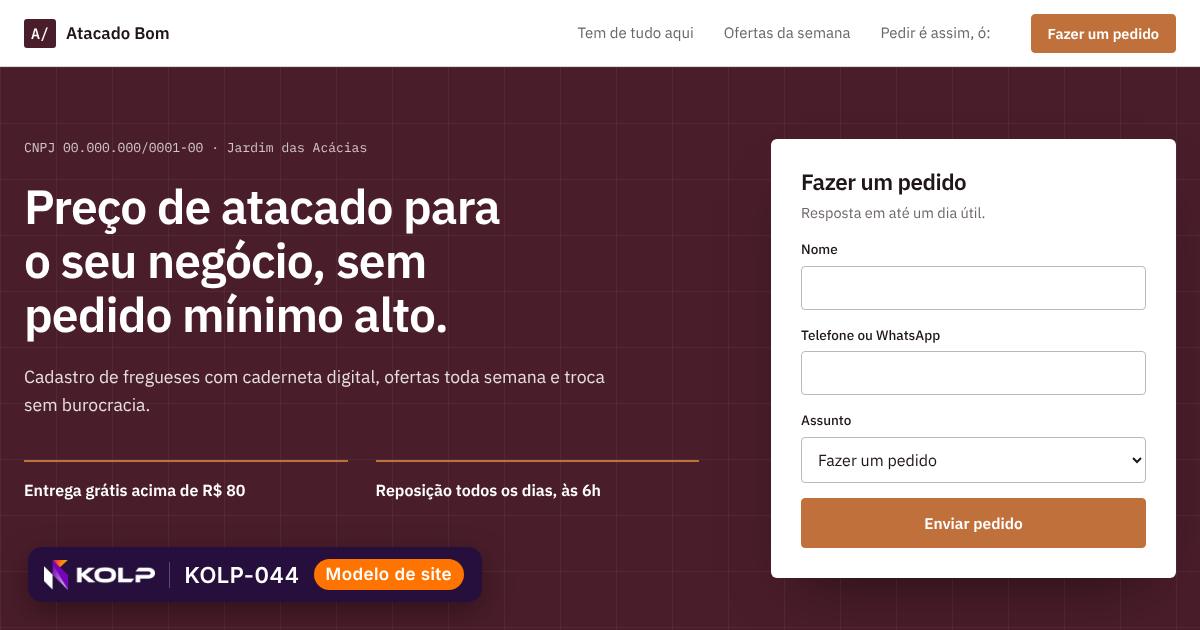 A/ Atacado Bom
Tem de tudo aqui
Ofertas da semana
Pedir é assim, ó:
Fazer um pedido
CNPJ 00.000.000/0001-00 · Jardim das Acácias
Preço de atacado para
o seu negócio, sem
pedido mínimo alto.
Cadastro de fregueses com caderneta digital, ofertas toda semana e troca
sem burocracia.
Entrega grátis acima de R$ 80
Reposição todos os dias, às 6h
Fazer um pedido
Resposta em até um dia útil.
Nome
Telefone ou WhatsApp
Assunto
Fazer um pedido
Enviar pedido
KOLP KOLP-044 Modelo de site